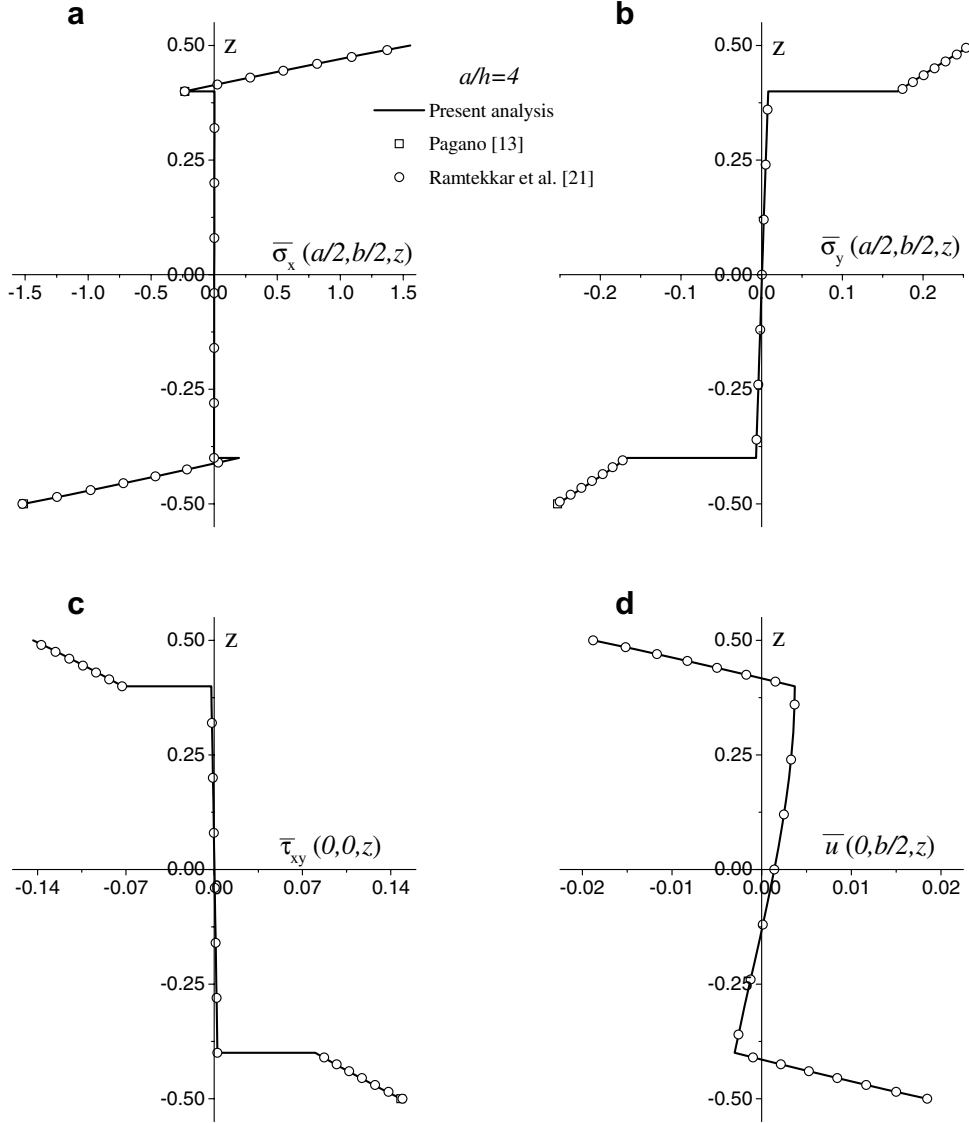 a
b
0.50 z
0.50 z
a/h=4
Present analysis
Pagano [13]
Ramtekkar et al. [21]
0.25
0.25
σ̅x (a/2,b/2,z)
σ̅y (a/2,b/2,z)
0.00
0.00
-1.5 -1.0 -0.5 0.0 0.5 1.0 1.5
-0.2 -0.1 0.0 0.1 0.2
-0.25
-0.25
-0.50
-0.50
c
d
0.50 z
0.50 z
0.25
0.25
τ̅xy (0,0,z)
u̅ (0,b/2,z)
0.00
0.00
-0.14 -0.07 0.00 0.07 0.14
-0.02 -0.01 0.00 0.01 0.02
-0.25
-0.25
-0.50
-0.50